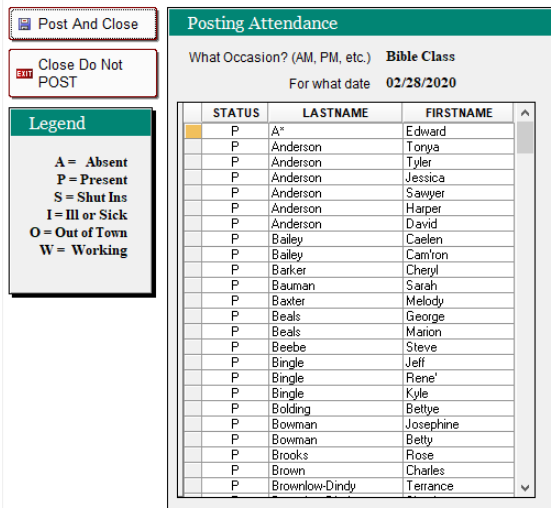 Post And Close
EXIT Close Do Not
POST
Legend
A = Absent
P = Present
S = Shut Ins
I = Ill or Sick
O = Out of Town
W = Working
Posting Attendance
What Occasion? (AM, PM, etc.) Bible Class
For what date 02/28/2020
STATUS LASTNAME FIRSTNAME
P A* Edward
P Anderson Tonya
P Anderson Tyler
P Anderson Jessica
P Anderson Sawyer
P Anderson Harper
P Anderson David
P Bailey Caelen
P Bailey Cam'ron
P Barker Cheryl
P Bauman Sarah
P Baxter Melody
P Beals George
P Beals Marion
P Beebe Steve
P Bingle Jeff
P Bingle Rene'
P Bingle Kyle
P Bolding Bettye
P Bowman Josephine
P Bowman Betty
P Brooks Rose
P Brown Charles
P Brownlow-Dindy Terrance